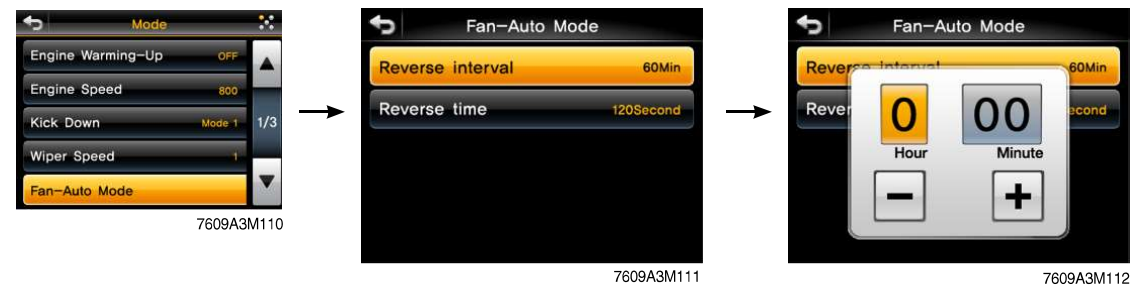 Mode
Engine Warming-Up OFF
Engine Speed 800
Kick Down Mode 1
1/3
Wiper Speed 1
Fan-Auto Mode
7609A3M110
Fan-Auto Mode
Reverse interval 60Min
Reverse time 120Second
7609A3M111
Fan-Auto Mode
Reverse interval 60Min
0 00
Hour Minute
− +
7609A3M112